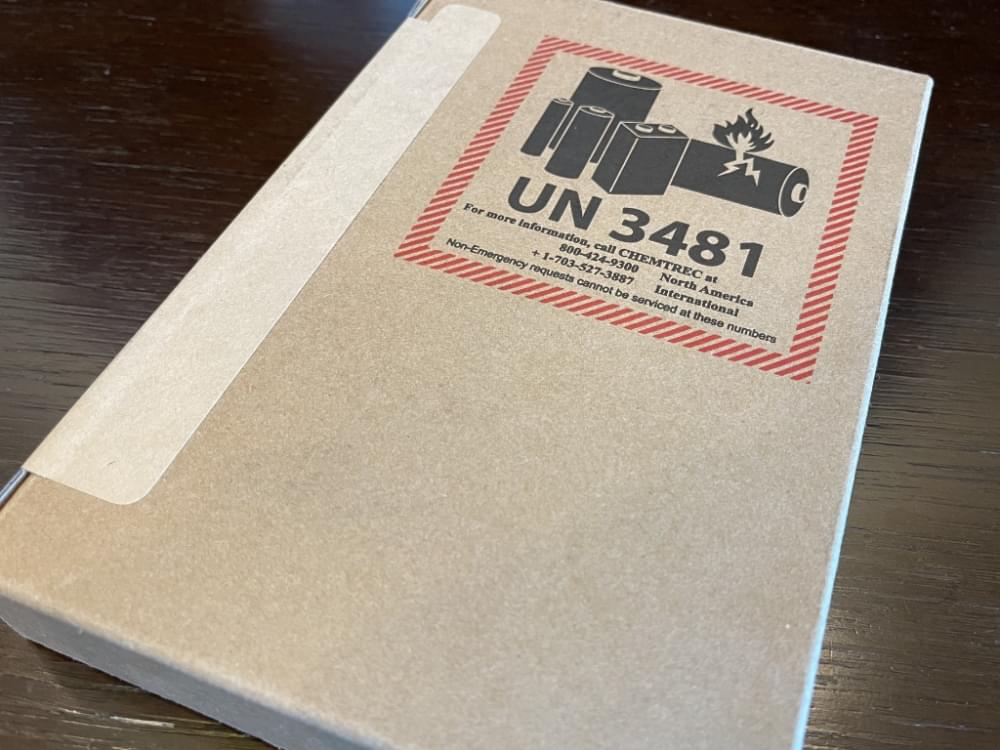 UN 3481
For more information, call CHEMTREC at
800-424-9300 North America
+ 1-703-527-3887 International
Non-Emergency requests cannot be serviced at these numbers